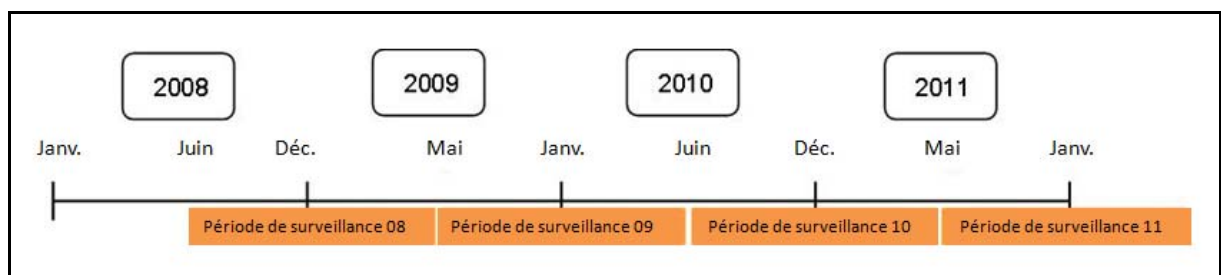 2008 2009 2010 2011
Janv. Juin Déc. Mai Janv. Juin Déc. Mai Janv.
Période de surveillance 08 Période de surveillance 09 Période de surveillance 10 Période de surveillance 11